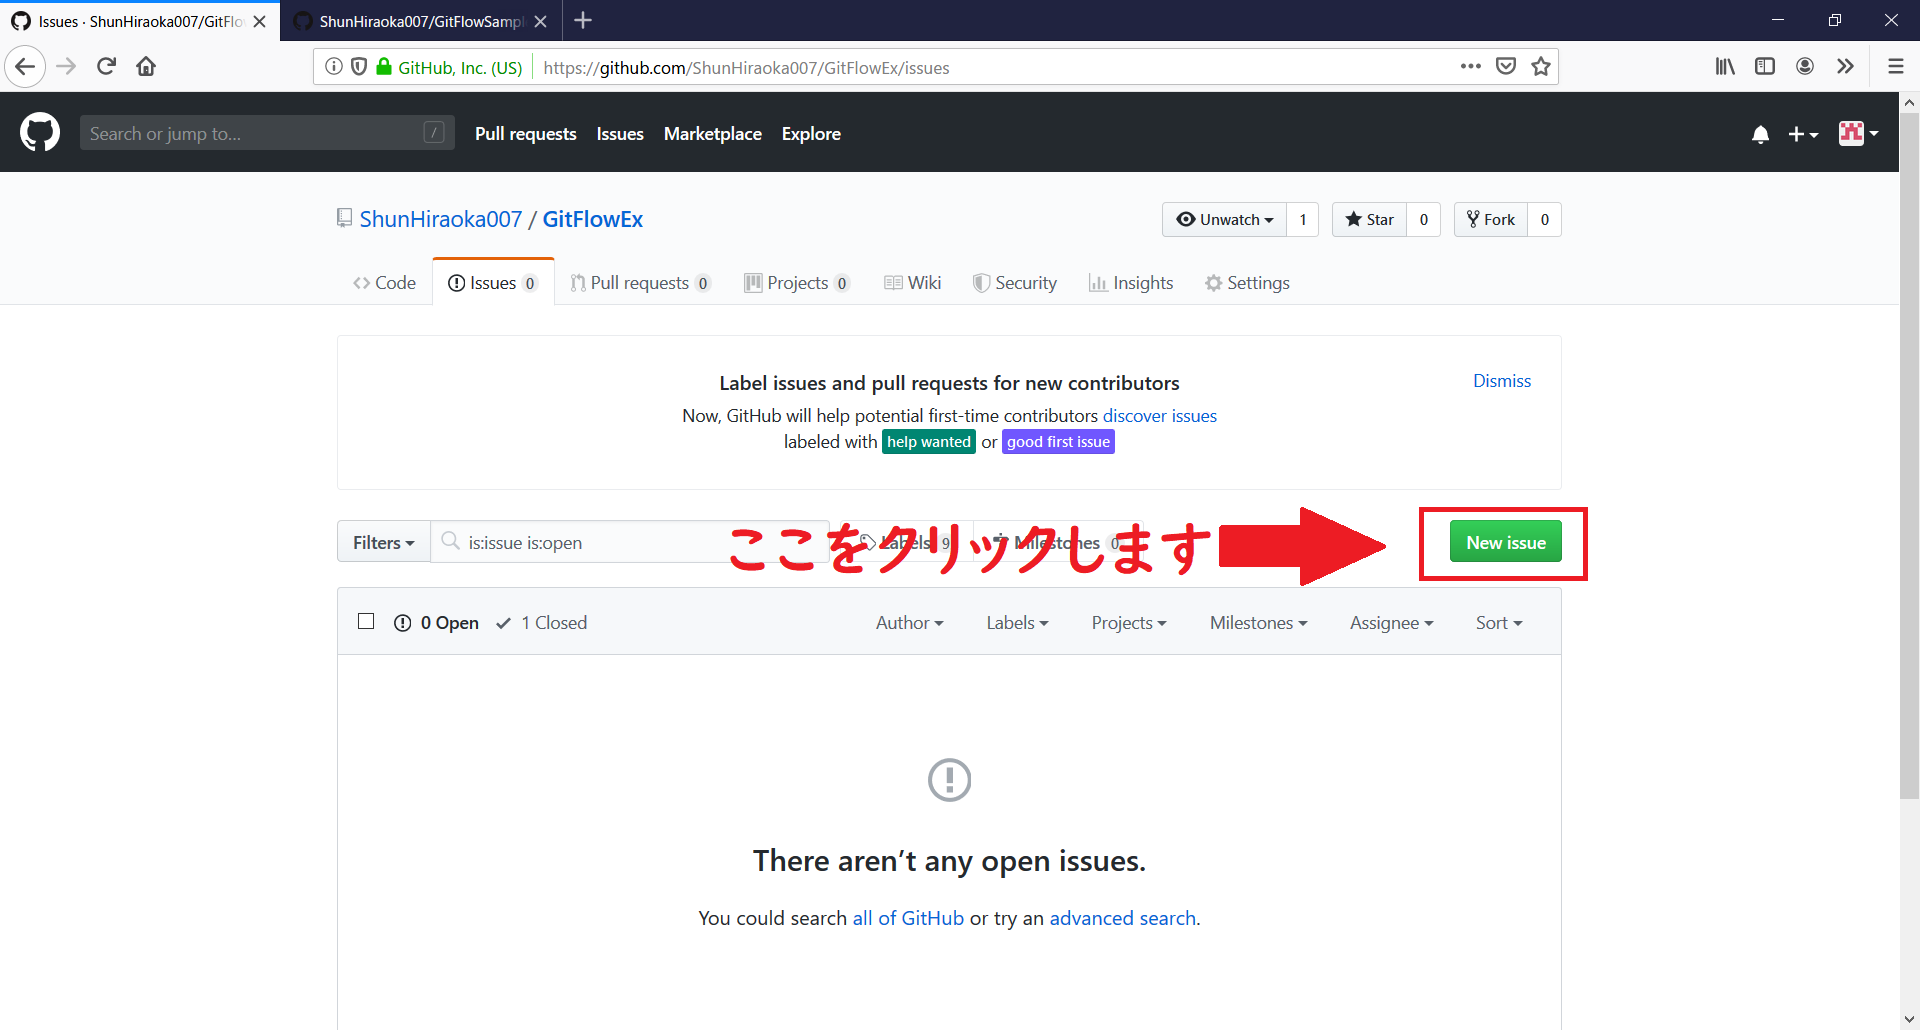 Issues · ShunHiraoka007/GitFlo
ShunHiraoka007/GitFlowSampl
GitHub, Inc. (US)
https://github.com/ShunHiraoka007/GitFlowEx/issues
Search or jump to...
/
Pull requests
Issues
Marketplace
Explore
ShunHiraoka007 / GitFlowEx
Unwatch 1
Star 0
Fork 0
Code
Issues 0
Pull requests 0
Projects 0
Wiki
Security
Insights
Settings
Label issues and pull requests for new contributors
Dismiss
Now, GitHub will help potential first-time contributors discover issues
labeled with help wanted or good first issue
Filters
is:issue is:open
Labels 9
Milestones 0
ここをクリックします
New issue
0 Open
1 Closed
Author
Labels
Projects
Milestones
Assignee
Sort
There aren’t any open issues.
You could search all of GitHub or try an advanced search.